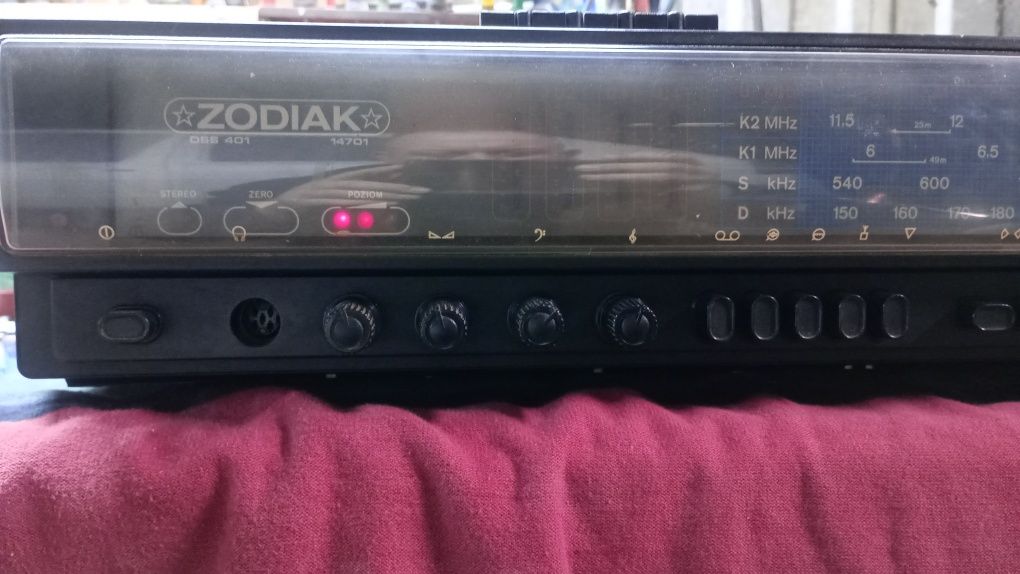 ZODIAK
DSS 401 14701
STEREO ZERO POZIOM
K2 MHz 11.5 25m 12
K1 MHz 6 49m 6.5
S kHz 540 600
D kHz 150 160 170 180